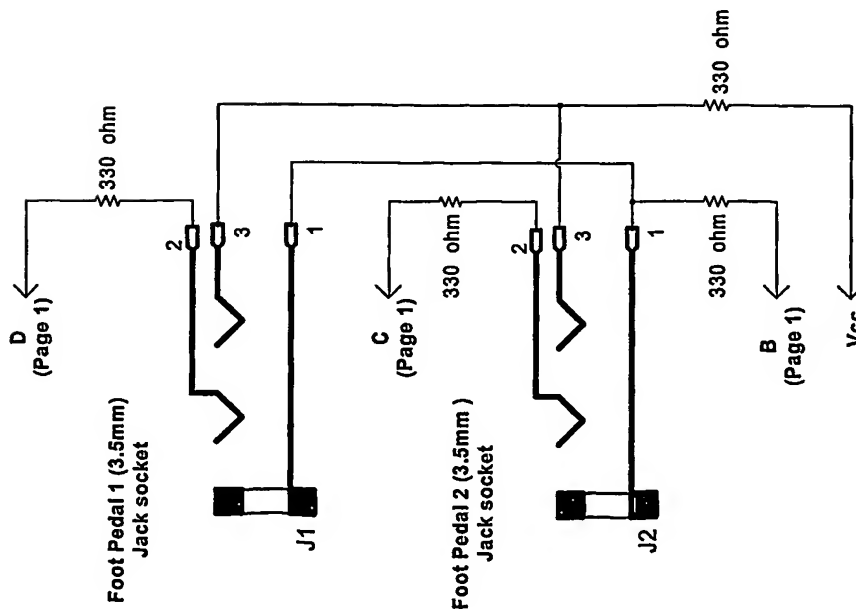 D
(Page 1)
330 ohm
Foot Pedal 1 (3.5mm)
Jack socket
2
3
1
J1
330 ohm
C
(Page 1)
330 ohm
Foot Pedal 2 (3.5mm )
Jack socket
2
3
1
J2
330 ohm
B
(Page 1)
Vcc